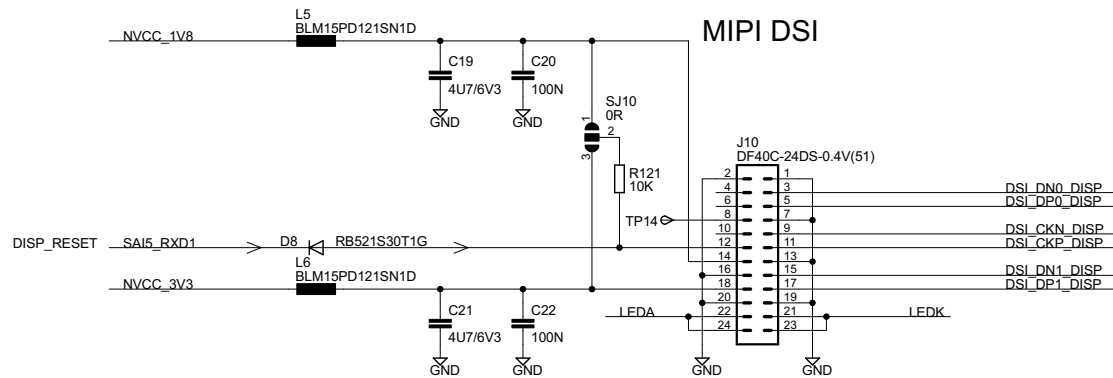 L5
BLM15PD121SN1D
NVCC_1V8
MIPI DSI
C19
4U7/6V3
C20
100N
GND
GND
SJ10
0R
1
2
3
R121
10K
J10
DF40C-24DS-0.4V(51)
2 1
4 3 DSI_DN0_DISP
6 5 DSI_DP0_DISP
TP14 8 7
10 9 DSI_CKN_DISP
DISP_RESET SAI5_RXD1 D8 RB521S30T1G 12 11 DSI_CKP_DISP
14 13
L6
BLM15PD121SN1D
16 15 DSI_DN1_DISP
NVCC_3V3 18 17 DSI_DP1_DISP
20 19
LEDA 22 21 LEDK
24 23
C21
4U7/6V3
C22
100N
GND
GND
GND
GND